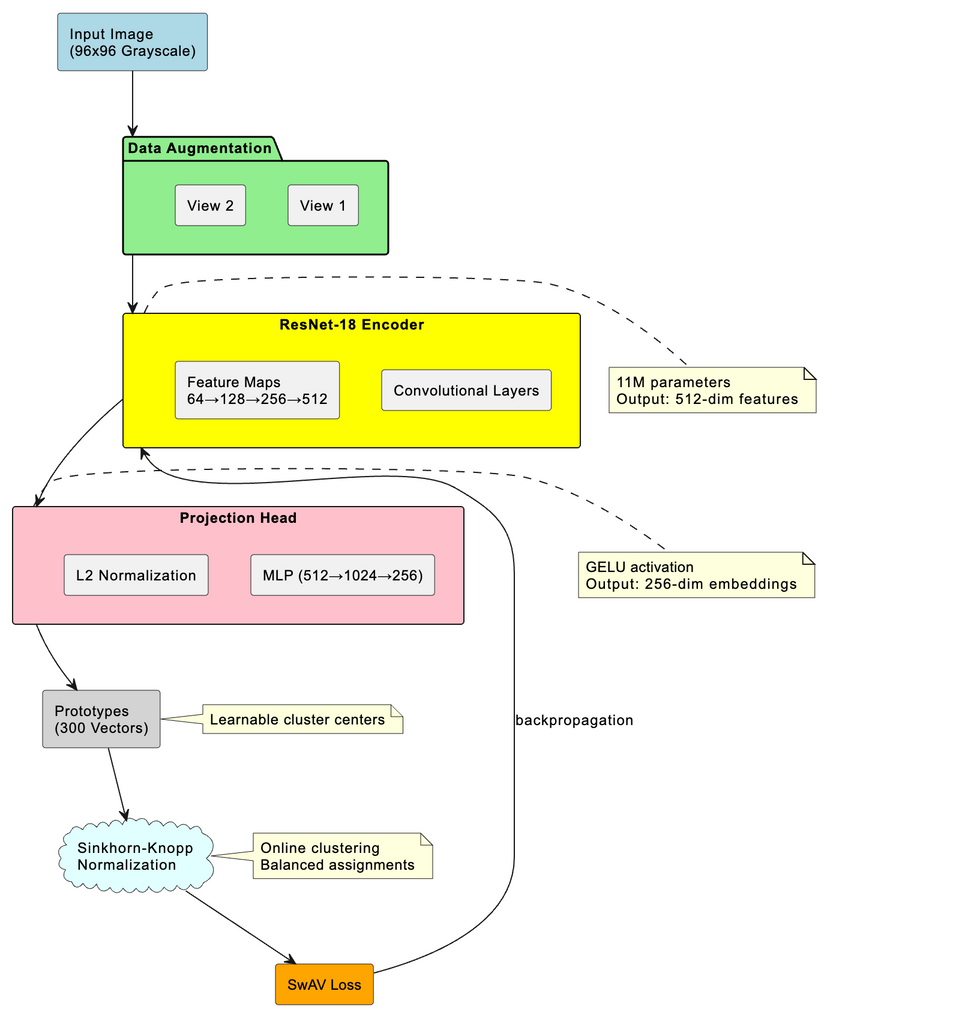 Input Image
(96x96 Grayscale)
Data Augmentation
View 2
View 1
ResNet-18 Encoder
Feature Maps
64→128→256→512
Convolutional Layers
11M parameters
Output: 512-dim features
Projection Head
L2 Normalization
MLP (512→1024→256)
GELU activation
Output: 256-dim embeddings
Prototypes
(300 Vectors)
Learnable cluster centers
backpropagation
Sinkhorn-Knopp
Normalization
Online clustering
Balanced assignments
SwAV Loss